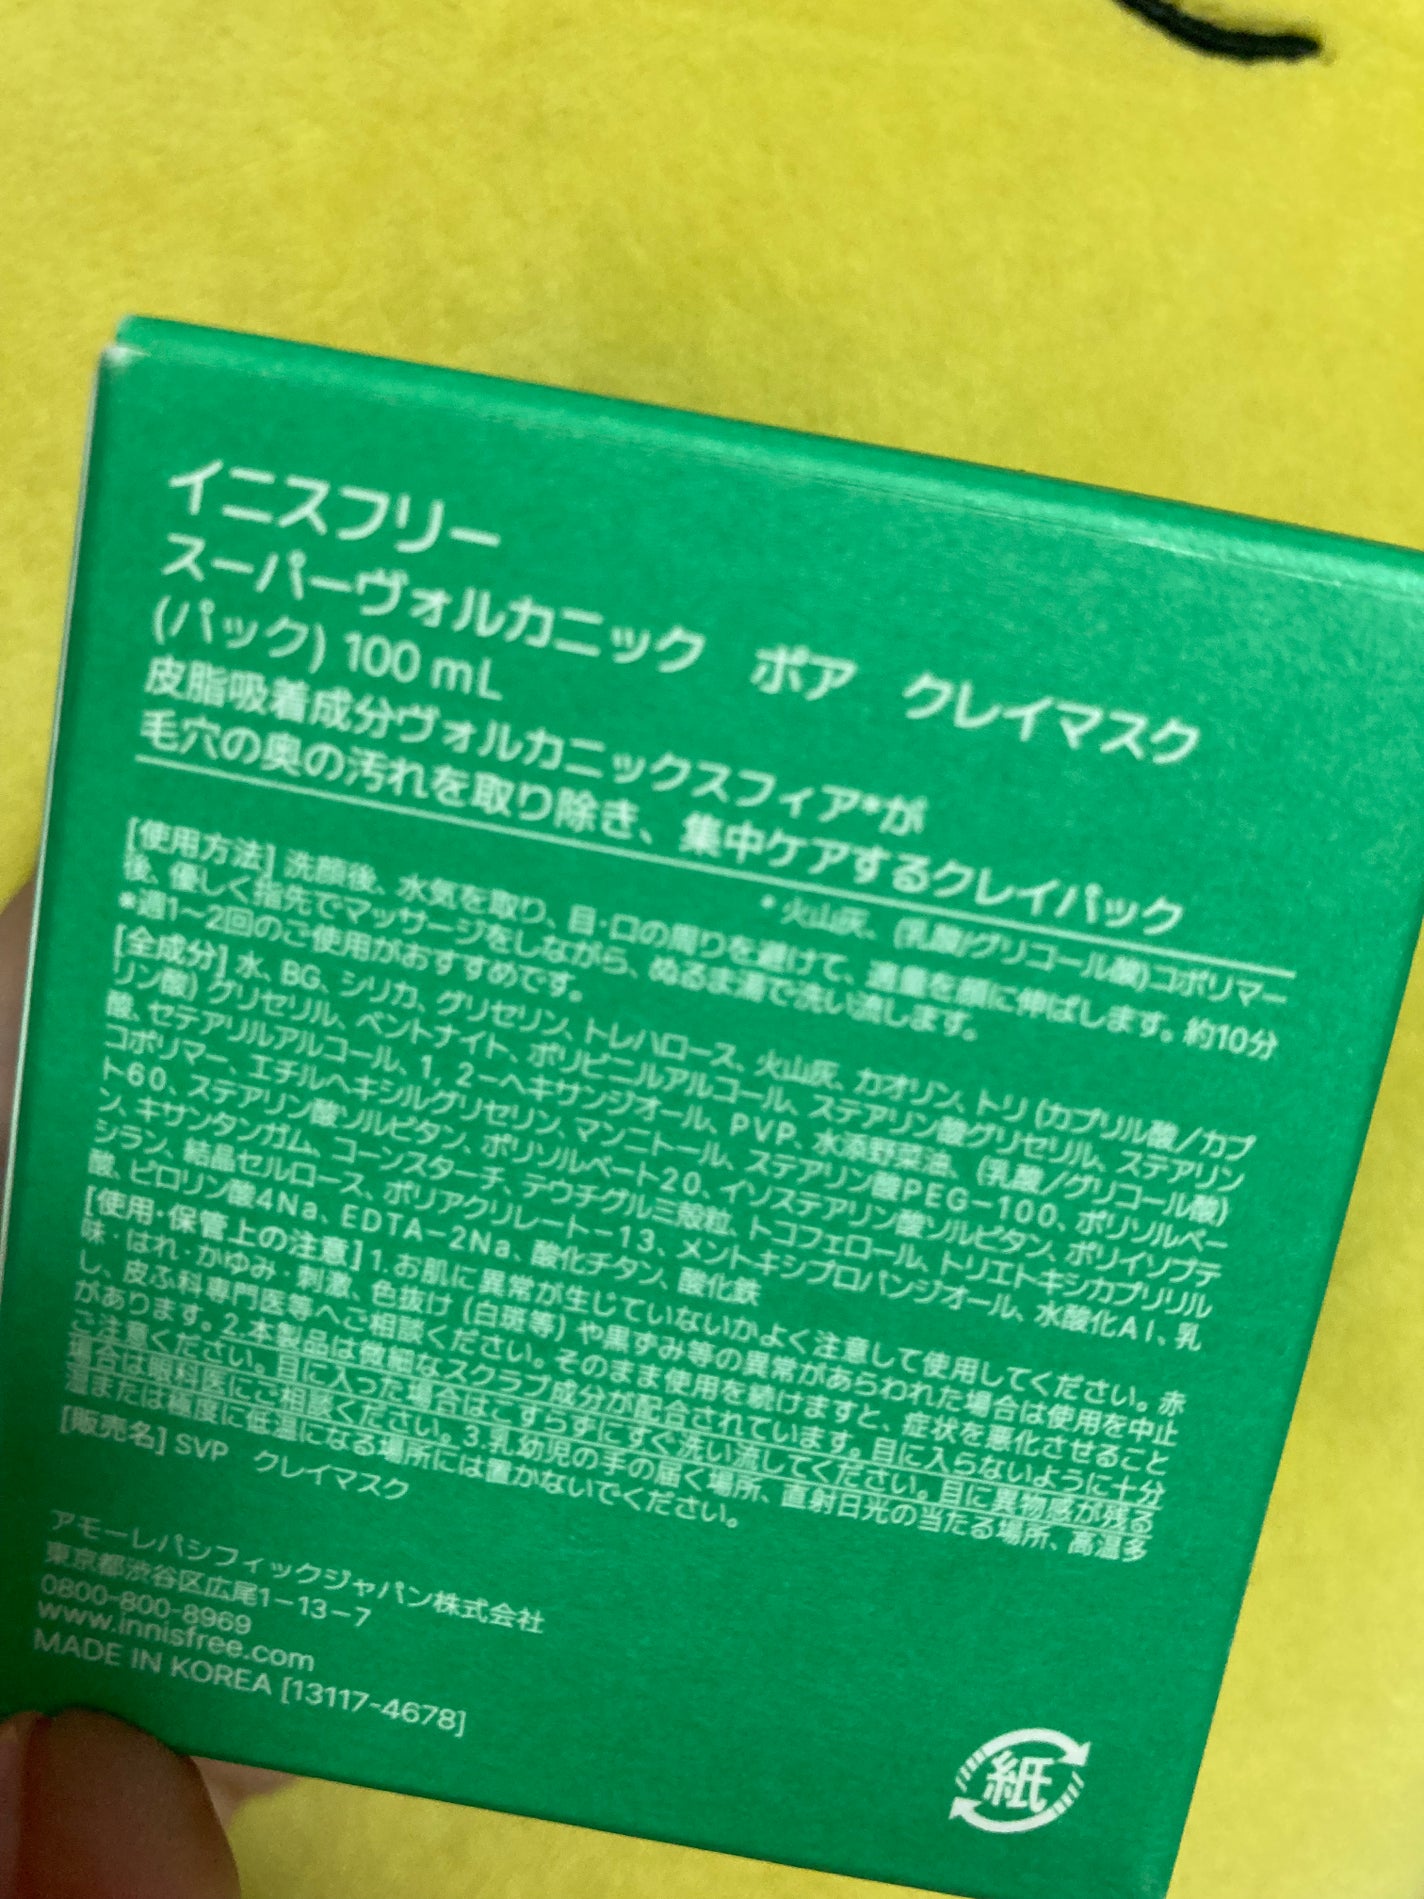 イニスフリー
スーパーヴォルカニック　ポア　クレイマスク
(パック) 100 mL
皮脂吸着成分ヴォルカニックスフィア*が
毛穴の奥の汚れを取り除き、集中ケアするクレイパック
*火山灰、(乳酸/グリコール酸)コポリマー
[使用方法] 洗顔後、水気を取り、目・口の周りを避けて、適量を顔に伸ばします。約10分
後、優しく指先でマッサージをしながら、ぬるま湯で洗い流します。
*週1〜2回のご使用がおすすめです。
[全成分] 水、BG、シリカ、グリセリン、トレハロース、火山灰、カオリン、トリ (カプリル酸/カプ
リン酸) グリセリル、ベントナイト、ポリビニルアルコール、ステアリン酸グリセリル、ステアリン
酸、セテアリルアルコール、1, 2-ヘキサンジオール、PVP、水添野菜油、(乳酸/グリコール酸)
コポリマー、エチルヘキシルグリセリン、マンニトール、ステアリン酸PEG-100、ポリソルベー
ト60、ステアリン酸ソルビタン、ポリソルベート20、イソステアリン酸ソルビタン、ポリイソブテ
ン、キサンタンガム、コーンスターチ、テウチグルミ殻粒、トコフェロール、トリエトキシカプリリル
シラン、結晶セルロース、ポリアクリレート-13、メントキシプロパンジオール、水酸化Al、乳
酸、ピロリン酸4Na、EDTA-2Na、酸化チタン、酸化鉄
[使用・保管上の注意] 1.お肌に異常が生じていないかよく注意して使用してください。赤
味・はれ・かゆみ・刺激、色抜け (白斑等) や黒ずみ等の異常があらわれた場合は使用を中止
し、皮ふ科専門医等へご相談ください。そのまま使用を続けますと、症状を悪化させること
があります。2.本製品は微細なスクラブ成分が配合されています。目に入らないように十分
ご注意ください。目に入った場合はこすらずにすぐ洗い流してください。目に異物感が残る
場合は眼科医にご相談ください。3.乳幼児の手の届く場所、直射日光の当たる場所、高温多
湿または極度に低温になる場所には置かないでください。
[販売名] SVP　クレイマスク
アモーレパシフィックジャパン株式会社
東京都渋谷区広尾1-13-7
0800-800-8969
www.innisfree.com
MADE IN KOREA [13117-4678]
紙